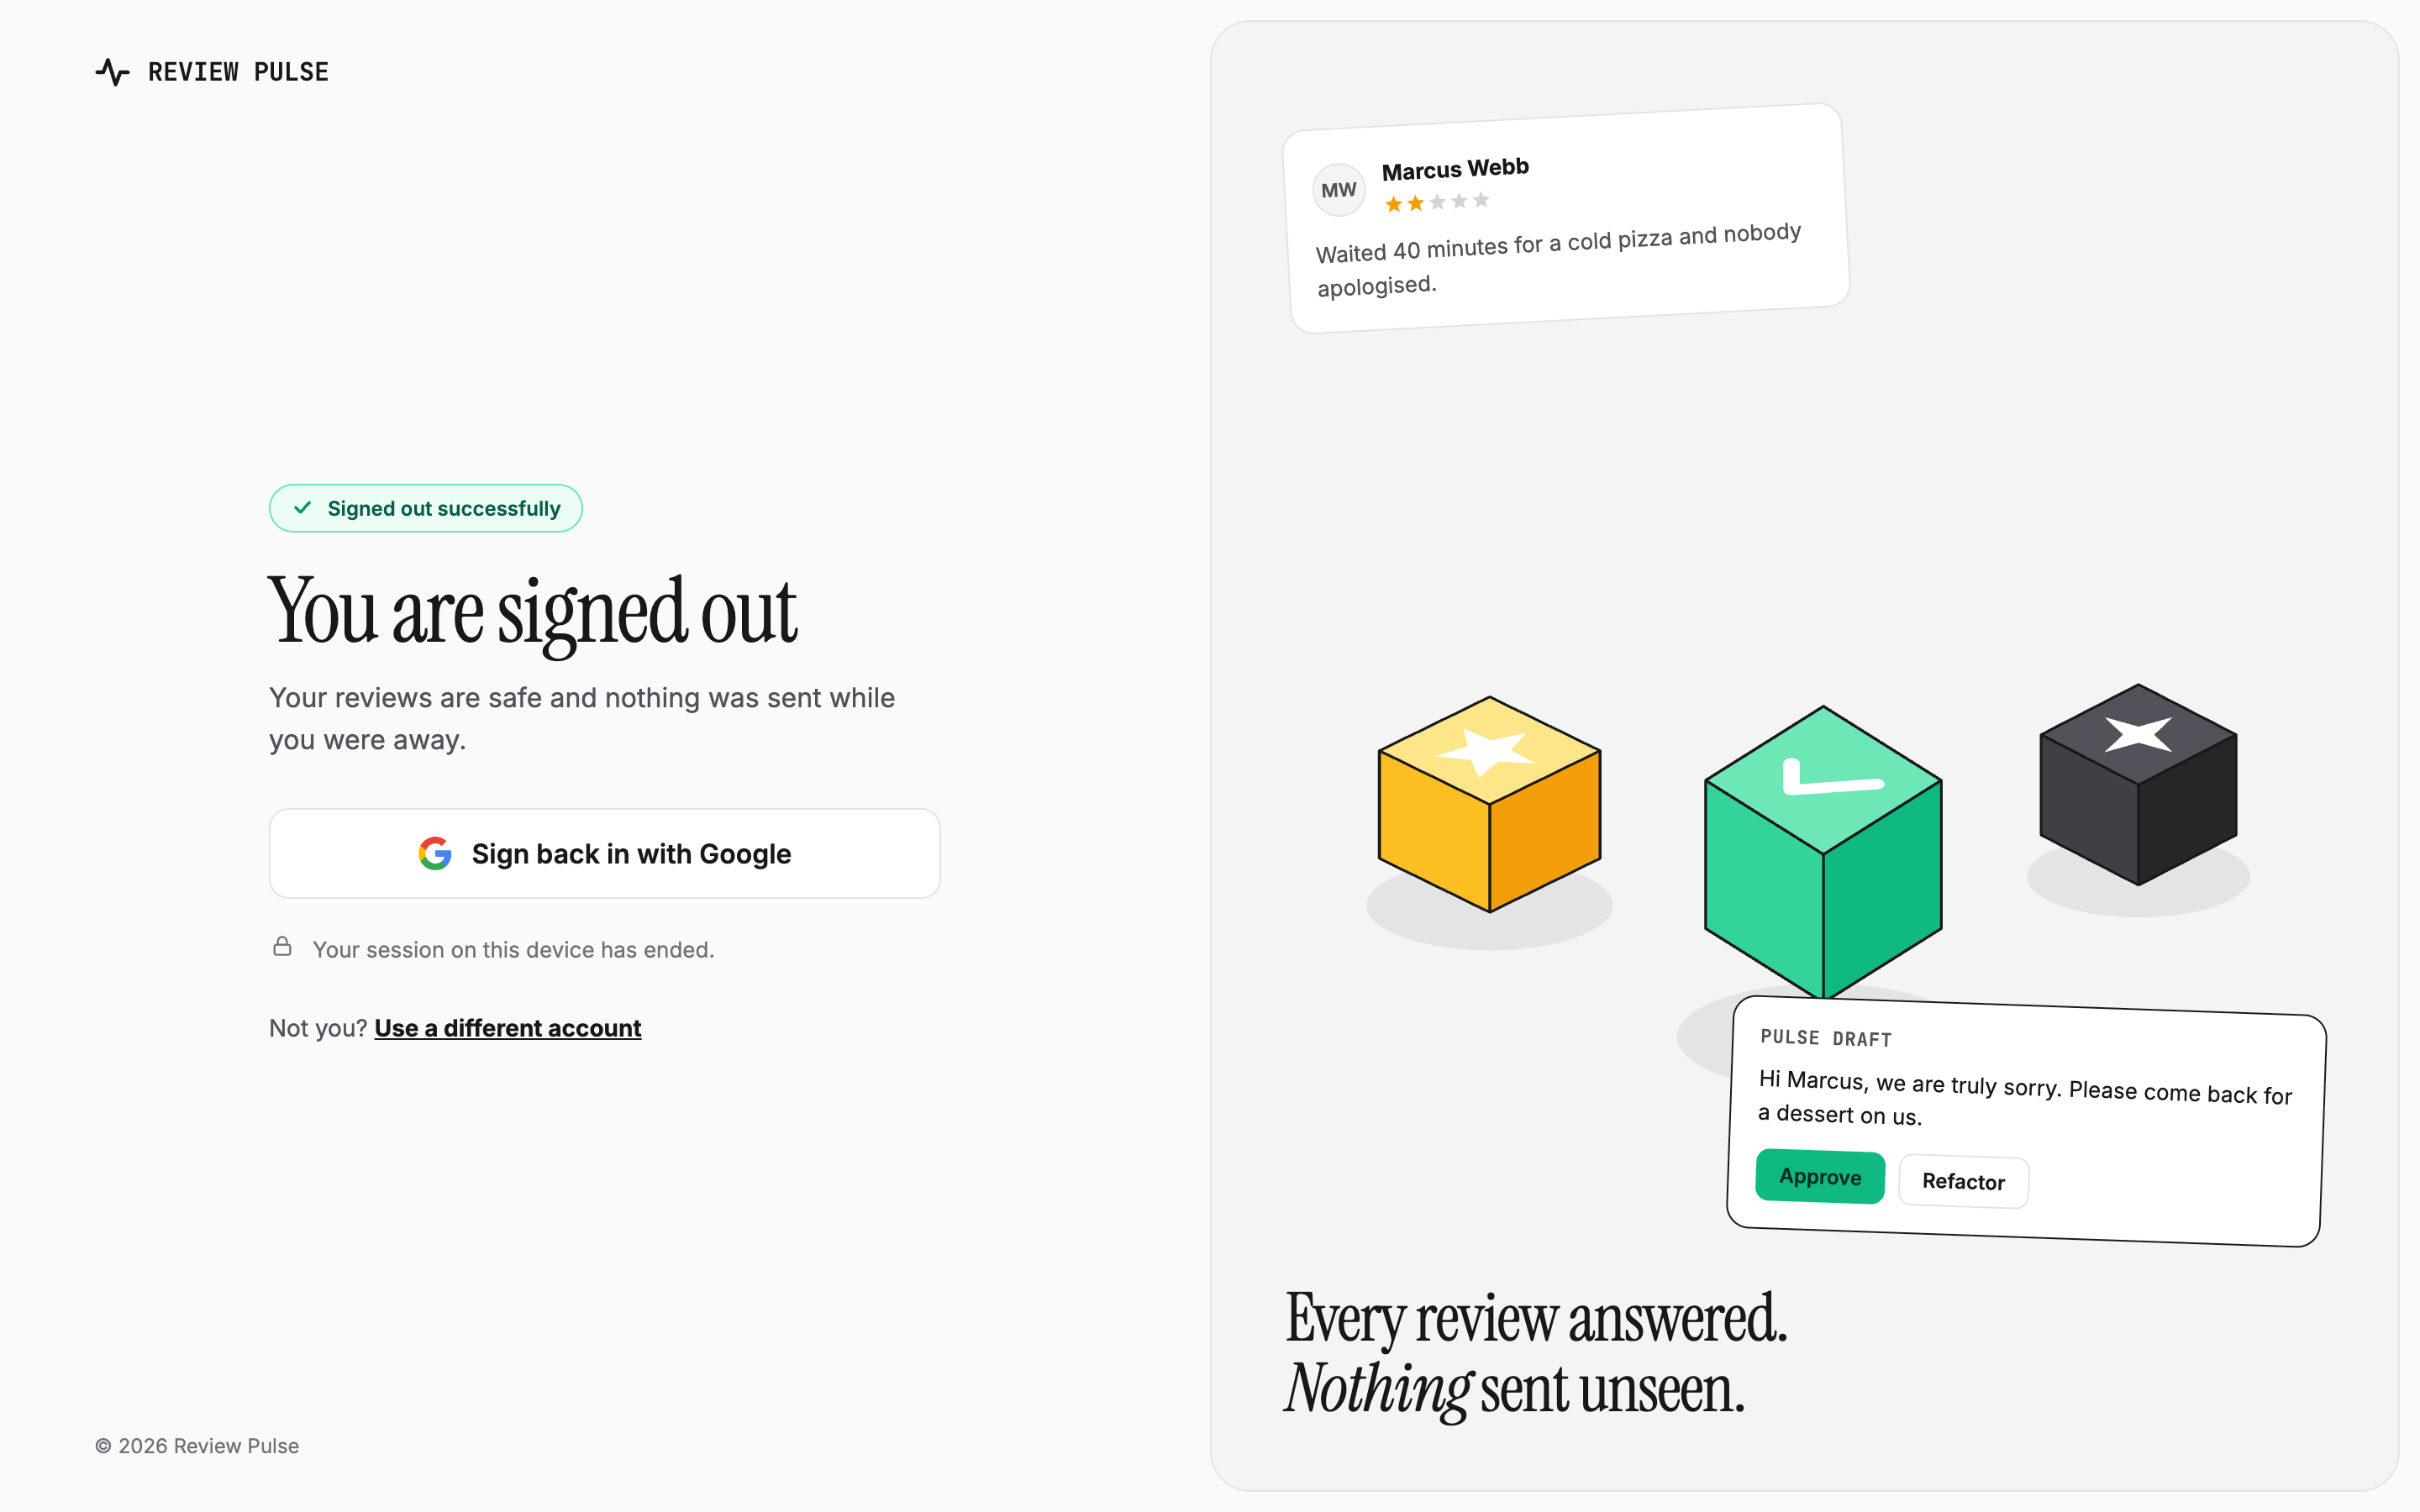 REVIEW PULSE
Signed out successfully
You are signed out
Your reviews are safe and nothing was sent while
you were away.
Sign back in with Google
Your session on this device has ended.
Not you? Use a different account
© 2026 Review Pulse
MW
Marcus Webb
Waited 40 minutes for a cold pizza and nobody
apologised.
PULSE DRAFT
Hi Marcus, we are truly sorry. Please come back for
a dessert on us.
Approve
Refactor
Every review answered.
Nothing sent unseen.